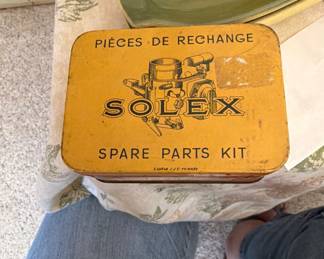 PIÈCES DE RECHANGE
SOLEX
SPARE PARTS KIT